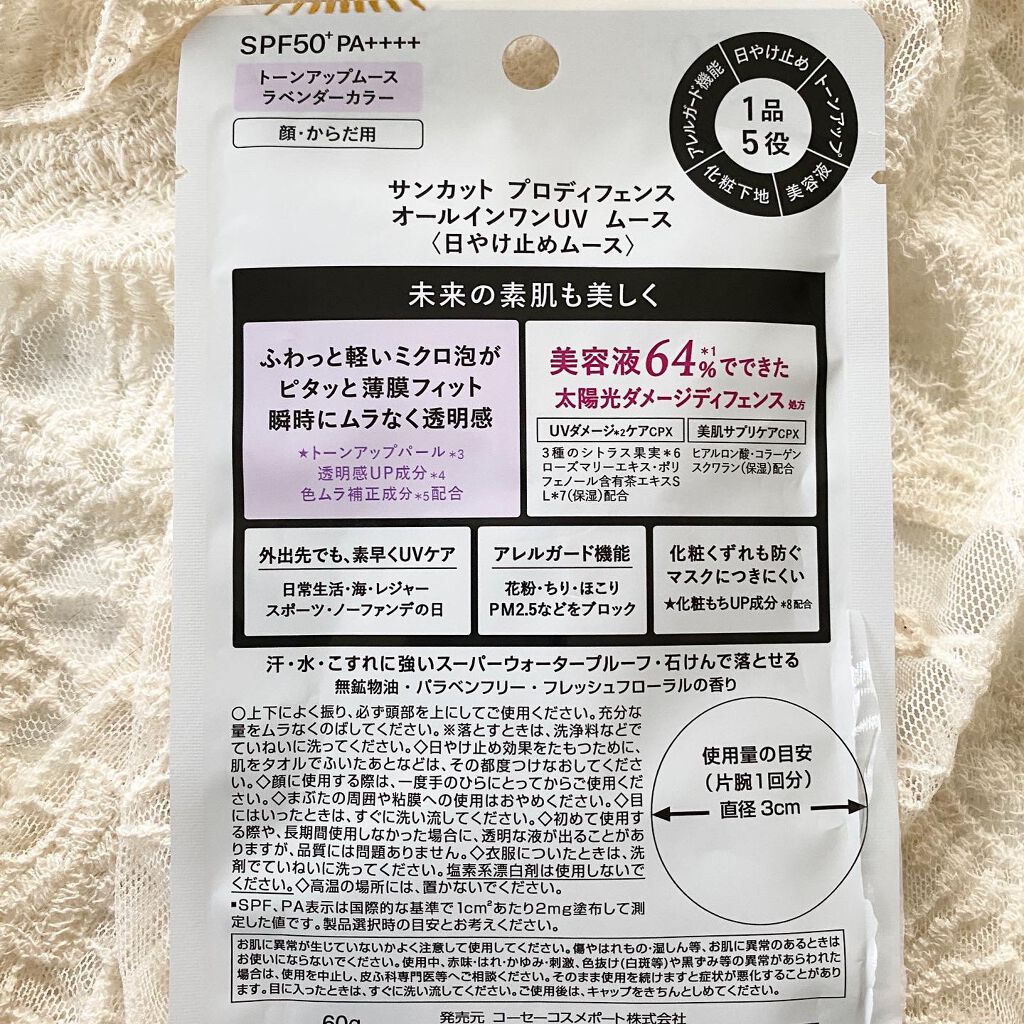 SPF50⁺ PA++++
トーンアップムース
ラベンダーカラー
顔・からだ用
日やけ止め
トーンアップ
美容液
化粧下地
アレルガード機能
1品
5役
サンカット プロディフェンス
オールインワンUV ムース
〈日やけ止めムース〉
未来の素肌も美しく
ふわっと軽いミクロ泡が
ピタッと薄膜フィット
瞬時にムラなく透明感
★トーンアップパール*3
透明感UP成分*4
色ムラ補正成分*5配合
美容液64%*1でできた
太陽光ダメージディフェンス処方
UVダメージ*2ケアCPX
3種のシトラス果実*6
ローズマリーエキス・ポリ
フェノール含有茶エキスS
L*7(保湿)配合
美肌サプリケアCPX
ヒアルロン酸・コラーゲン
スクワラン(保湿)配合
外出先でも、素早くUVケア
日常生活・海・レジャー
スポーツ・ノーファンデの日
アレルガード機能
花粉・ちり・ほこり
PM2.5などをブロック
化粧くずれも防ぐ
マスクにつきにくい
★化粧もちUP成分*8配合
汗・水・こすれに強いスーパーウォータープルーフ・石けんで落とせる
無鉱物油・パラベンフリー・フレッシュフローラルの香り
○上下によく振り、必ず頭部を上にしてご使用ください。充分な
量をムラなくのばしてください。※落とすときは、洗浄料などで
ていねいに洗ってください。◇日やけ止め効果をたもつために、
肌をタオルでふいたあとなどは、その都度つけなおしてくださ
い。◇顔に使用する際は、一度手のひらにとってからご使用くだ
さい。◇まぶたの周囲や粘膜への使用はおやめください。◇目
にはいったときは、すぐに洗い流してください。◇初めて使用す
る際や、長期間使用しなかった場合に、透明な液が出ることがあ
りますが、品質には問題ありません。◇衣服についたときは、洗
剤でていねいに洗ってください。塩素系漂白剤は使用しないで
ください。◇高温の場所には、置かないでください。
▪SPF、PA表示は国際的な基準で1cm²あたり2mg塗布して測
定した値です。製品選択時の目安とお考えください。
使用量の目安
(片腕1回分)
直径3cm
お肌に異常が生じていないかよく注意して使用してください。傷やはれもの・湿しん等、お肌に異常のあるときは
お使いにならないでください。使用中、赤味・はれ・かゆみ・刺激、色抜け(白斑等)や黒ずみ等の異常があらわれた
場合は、使用を中止し、皮ふ科専門医等へご相談ください。そのまま使用を続けますと症状が悪化することがあり
ます。目に入ったときは、すぐに洗い流してください。ご使用後は、キャップをきちんとしめてください。
60g
発売元 コーセーコスメポート株式会社